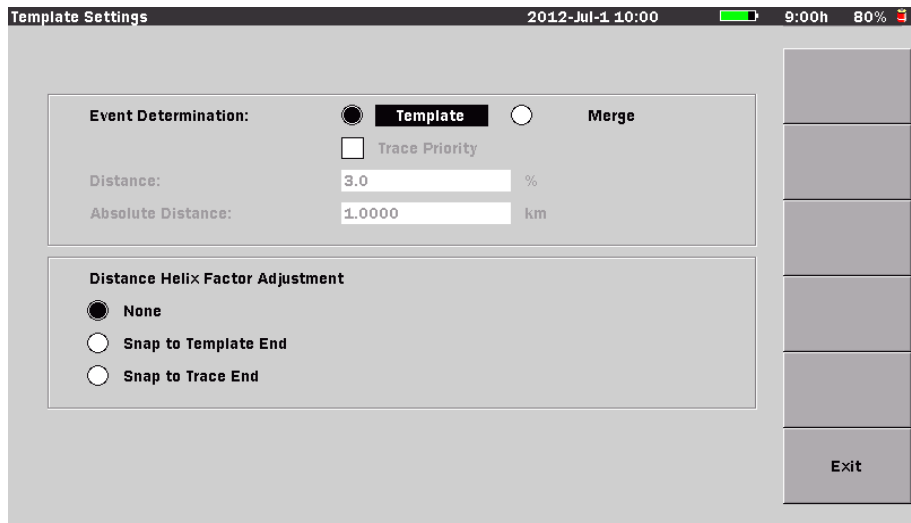 Template Settings 2012-Jul-1 10:00 9:00h 80%
Event Determination: Template Merge
Trace Priority
Distance: 3.0 %
Absolute Distance: 1.0000 km
Distance Helix Factor Adjustment
None
Snap to Template End
Snap to Trace End
Exit